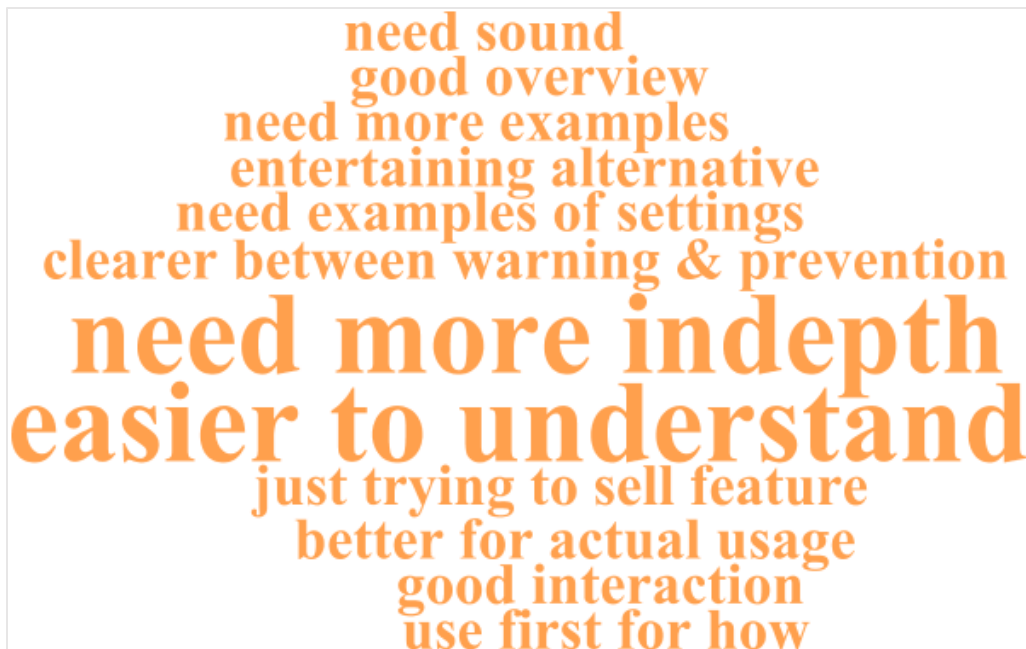 need sound
good overview
need more examples
entertaining alternative
need examples of settings
clearer between warning & prevention
need more indepth
easier to understand
just trying to sell feature
better for actual usage
good interaction
use first for how